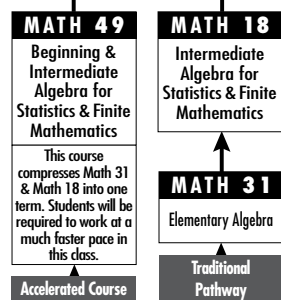 MATH 49
Beginning &
Intermediate
Algebra for
Statistics & Finite
Mathematics
This course
compresses Math 31
& Math 18 into one
term. Students will be
required to work at a
much faster pace in
this class.
Accelerated Course
MATH 18
Intermediate
Algebra for
Statistics & Finite
Mathematics
MATH 31
Elementary Algebra
Traditional
Pathway